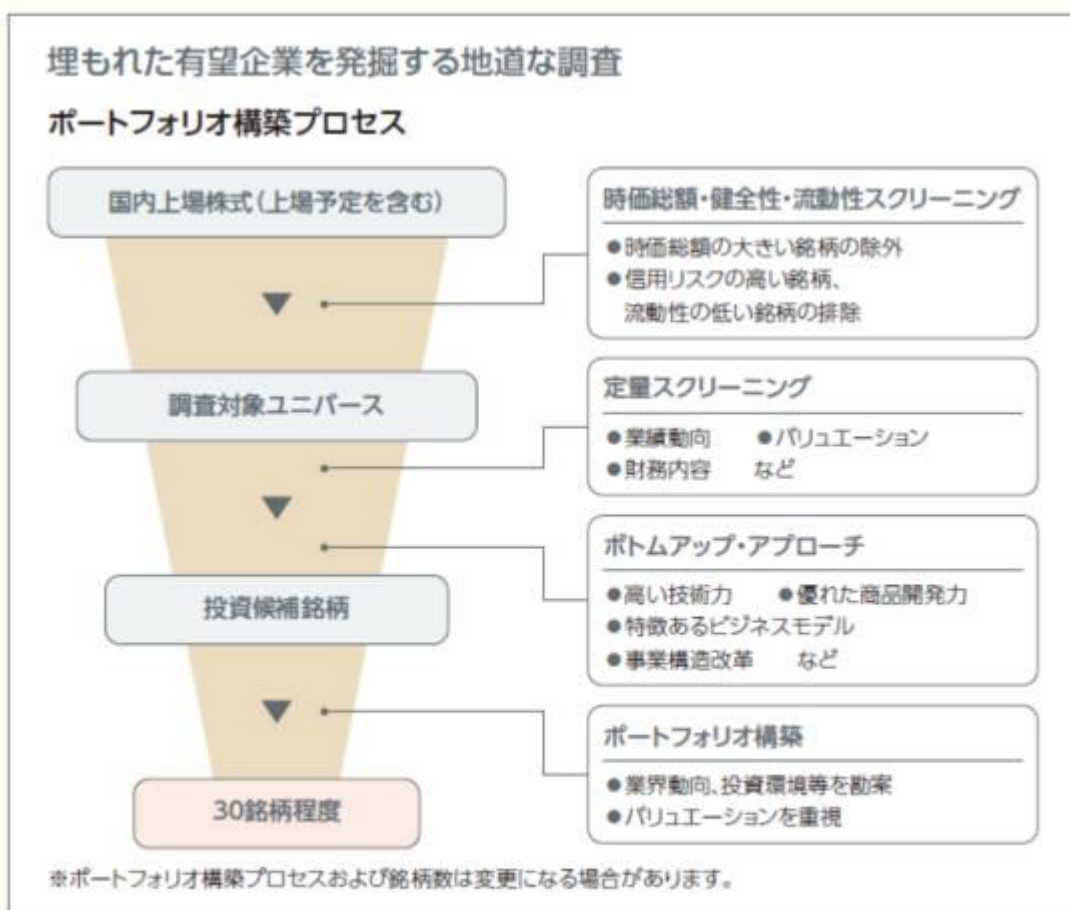 埋もれた有望企業を発掘する地道な調査
ポートフォリオ構築プロセス
国内上場株式(上場予定を含む)
時価総額・健全性・流動性スクリーニング
●時価総額の大きい銘柄の除外
●信用リスクの高い銘柄、
流動性の低い銘柄の排除
調査対象ユニバース
定量スクリーニング
●業績動向 ●バリュエーション
●財務内容 など
ボトムアップ・アプローチ
●高い技術力 ●優れた商品開発力
●特徴あるビジネスモデル
●事業構造改革 など
投資候補銘柄
ポートフォリオ構築
●業界動向、投資環境等を勘案
●バリュエーションを重視
30銘柄程度
※ポートフォリオ構築プロセスおよび銘柄数は変更になる場合があります。